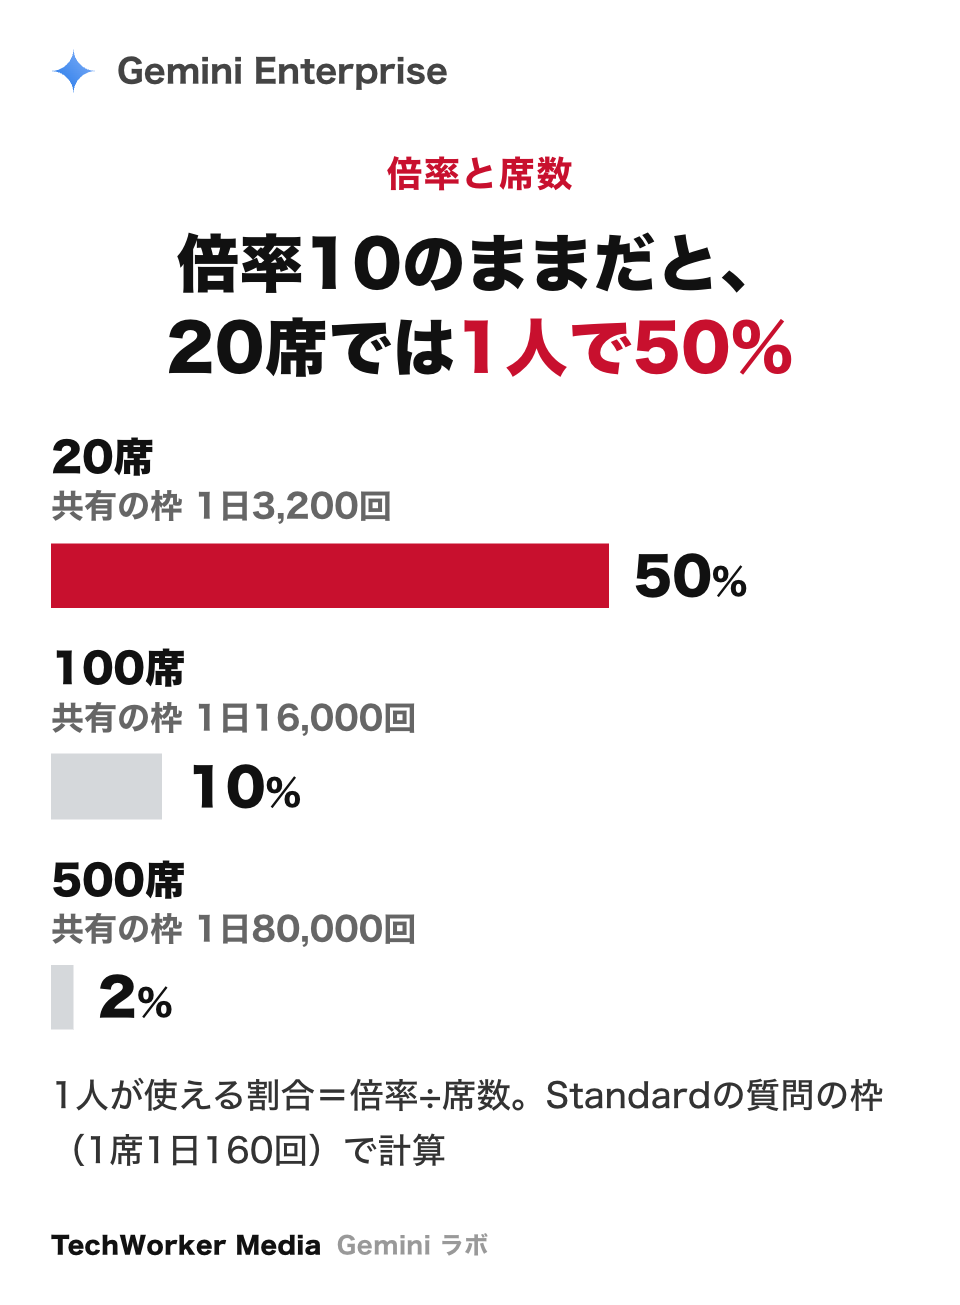 Gemini Enterprise
倍率と席数
倍率10のままだと、
20席では1人で50%
20席
共有の枠 1日3,200回
50%
100席
共有の枠 1日16,000回
10%
500席
共有の枠 1日80,000回
2%
1人が使える割合＝倍率÷席数。Standardの質問の枠
（1席1日160回）で計算
TechWorker Media Gemini ラボ